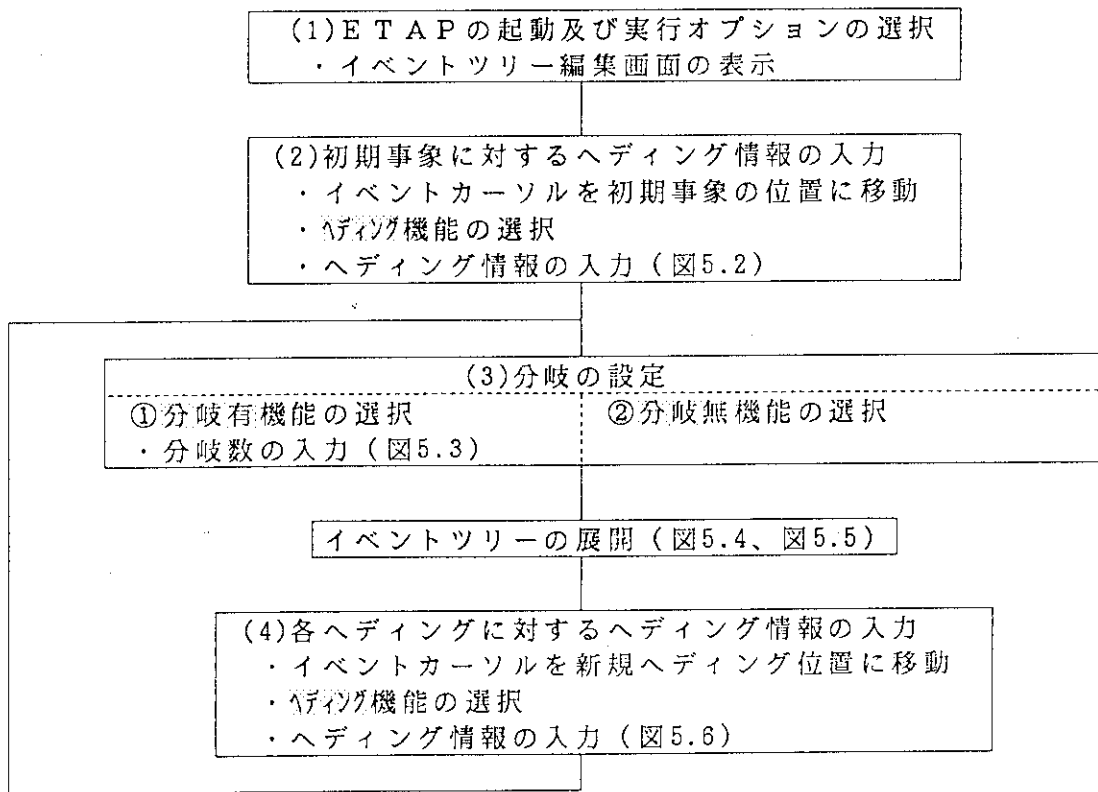 (1)ＥＴＡＰの起動及び実行オプションの選択
・イベントツリー編集画面の表示
(2)初期事象に対するヘディング情報の入力
・イベントカーソルを初期事象の位置に移動
・ﾍﾃﾞｨﾝｸﾞ機能の選択
・ヘディング情報の入力（図5.2）
(3)分岐の設定
①分岐有機能の選択
・分岐数の入力（図5.3）
②分岐無機能の選択
イベントツリーの展開（図5.4、図5.5）
(4)各ヘディングに対するヘディング情報の入力
・イベントカーソルを新規ヘディング位置に移動
・ﾍﾃﾞｨﾝｸﾞ機能の選択
・ヘディング情報の入力（図5.6）